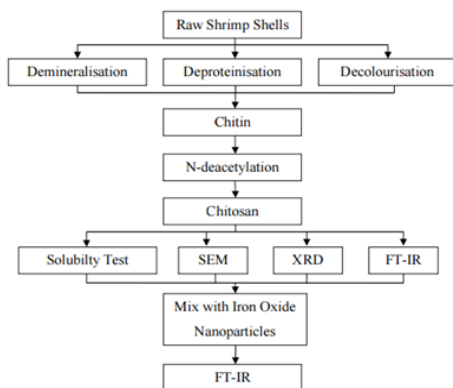 Raw Shrimp Shells
Demineralisation
Deproteinisation
Decolourisation
Chitin
N-deacetylation
Chitosan
Solubilty Test
SEM
XRD
FT-IR
Mix with Iron Oxide
Nanoparticles
FT-IR